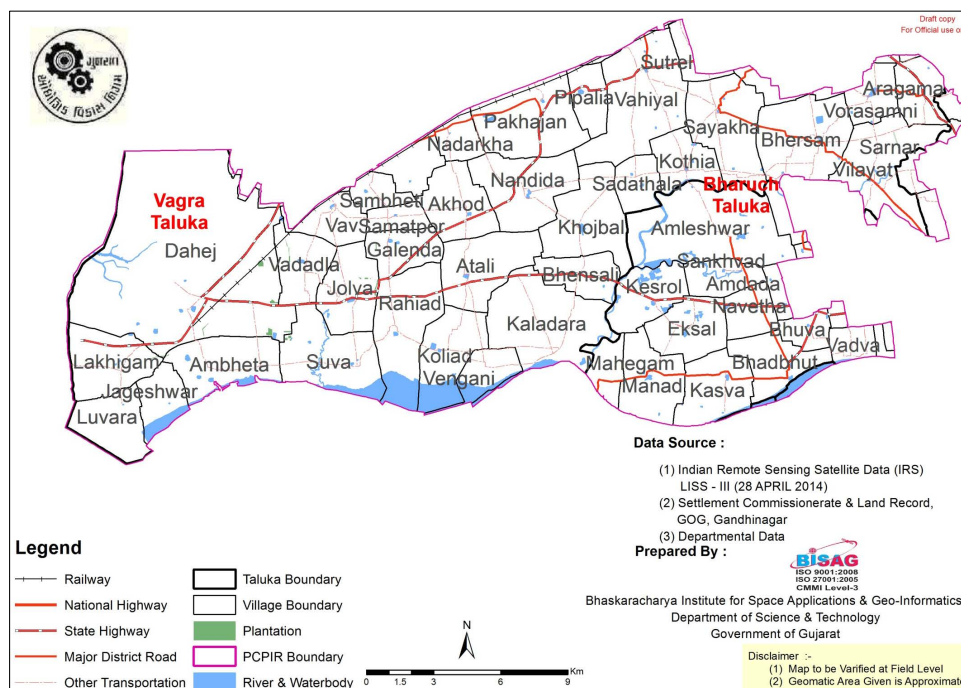 Draft copy
For Official use o
ગુજરાત
ઔદ્યોગિક વિકાસ નિગમ
Sutrel
Aragama
Pipalia
Vahiyal
Vorasamni
Pakhajan
Sayakha
Bhersam
Nadarkha
Sarnar
Kothia
Vilayat
Nandida
Sadathala
Bharuch
Taluka
Vagra
Taluka
Sambheti
Akhod
Vav
Samatpor
Khojbal
Amleshwar
Dahej
Galenda
Vadadla
Atali
Sankhvad
Bhensali
Kesrol
Amdada
Jolva
Rahiad
Navetha
Kaladara
Eksal
Bhuva
Vadva
Lakhigam
Ambheta
Suva
Koliad
Mahegam
Bhadbhut
Jageshwar
Vengani
Manad
Kasva
Luvara
Data Source :
(1) Indian Remote Sensing Satellite Data (IRS)
LISS - III (28 APRIL 2014)
(2) Settlement Commissionerate & Land Record,
GOG, Gandhinagar
(3) Departmental Data
Prepared By :
BISAG
ISO 9001:2008
ISO 27001:2005
CMMI Level-3
Bhaskaracharya Institute for Space Applications & Geo-Informatics
Department of Science & Technology
Government of Gujarat
Legend
Railway
National Highway
State Highway
Major District Road
Other Transportation
Taluka Boundary
Village Boundary
Plantation
PCPIR Boundary
River & Waterbody
N
Km
0 1.5 3 6 9
Disclaimer :-
(1) Map to be Varified at Field Level
(2) Geomatic Area Given is Approximat